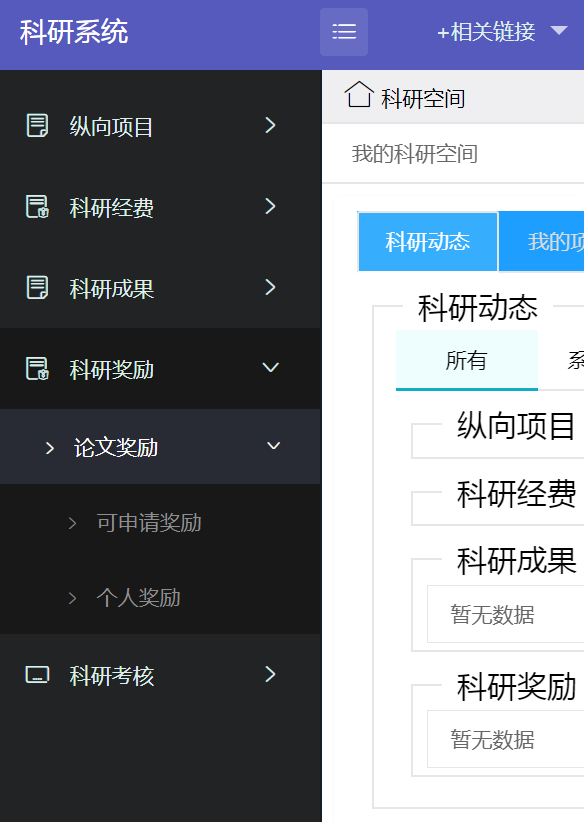 科研系统
+相关链接
纵向项目
科研经费
科研成果
科研奖励
论文奖励
可申请奖励
个人奖励
科研考核
科研空间
我的科研空间
科研动态 我的项
科研动态
所有
纵向项目
科研经费
科研成果
暂无数据
科研奖励
暂无数据